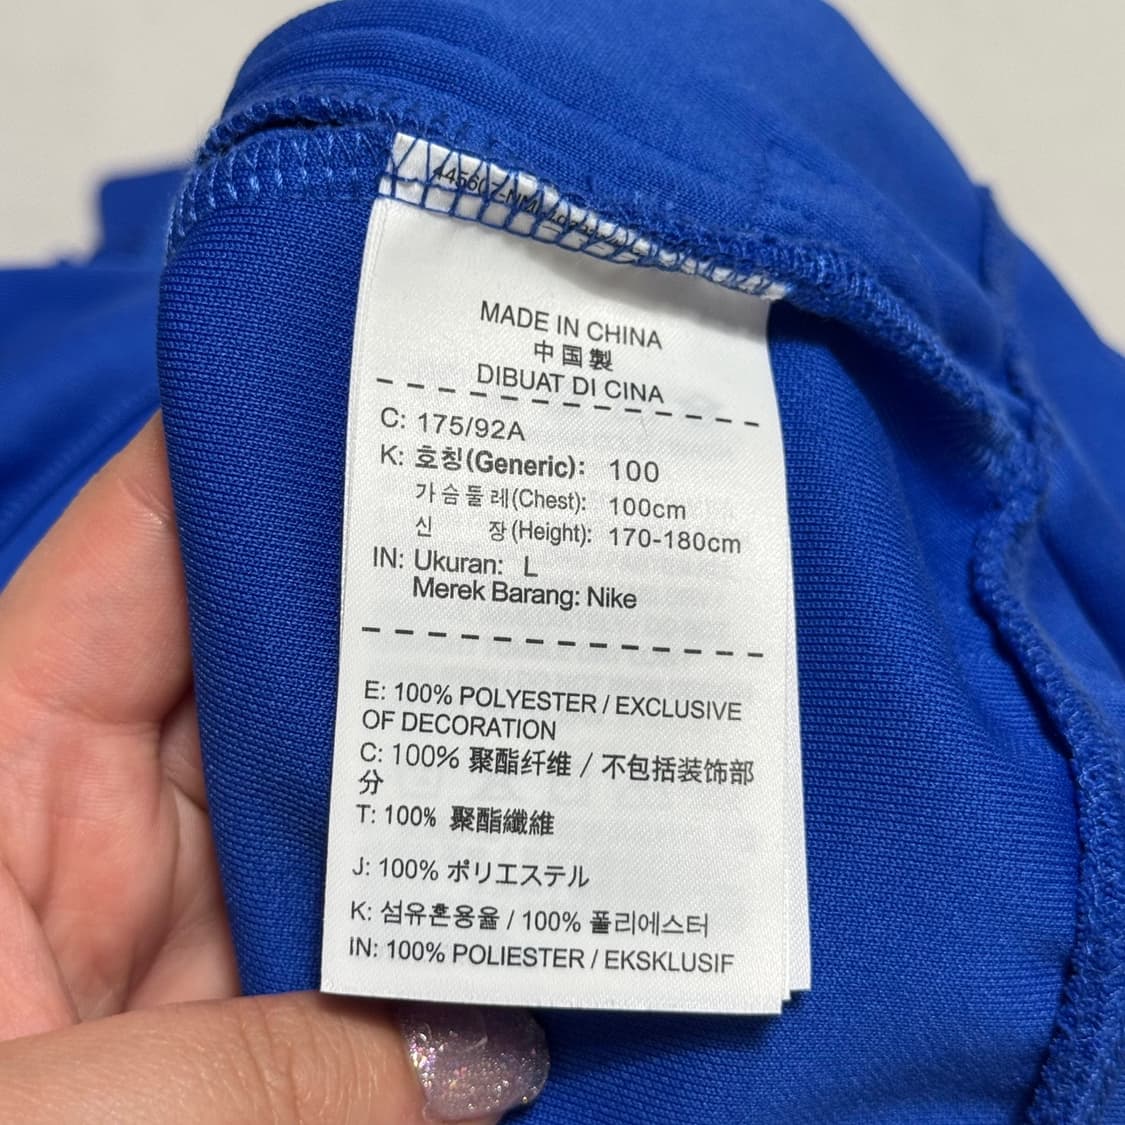 MADE IN CHINA
中国製
DIBUAT DI CINA
C: 175/92A
K: 호칭(Generic): 100
가슴둘레(Chest): 100cm
신 장(Height): 170-180cm
IN: Ukuran: L
Merek Barang: Nike
E: 100% POLYESTER / EXCLUSIVE
OF DECORATION
C: 100% 聚酯纤维 / 不包括装饰部
分
T: 100% 聚酯纖維
J: 100% ポリエステル
K: 섬유혼용율 / 100% 폴리에스터
IN: 100% POLIESTER / EKSKLUSIF